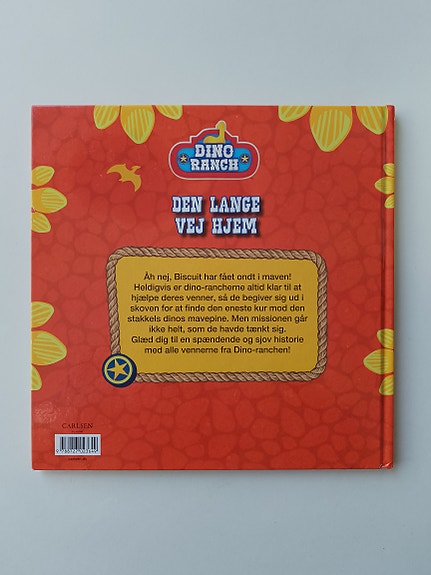 DINO
RANCH
DEN LANGE
VEJ HJEM
Åh nej, Biscuit har fået ondt i maven!
Heldigvis er dino-rancherne altid klar til at
hjælpe deres venner, så de begiver sig ud i
skoven for at finde den eneste kur mod den
stakkels dinos mavepine. Men missionen går
ikke helt, som de havde tænkt sig.
Glæd dig til en spændende og sjov historie
med alle vennerne fra Dino-ranchen!
CARLSEN